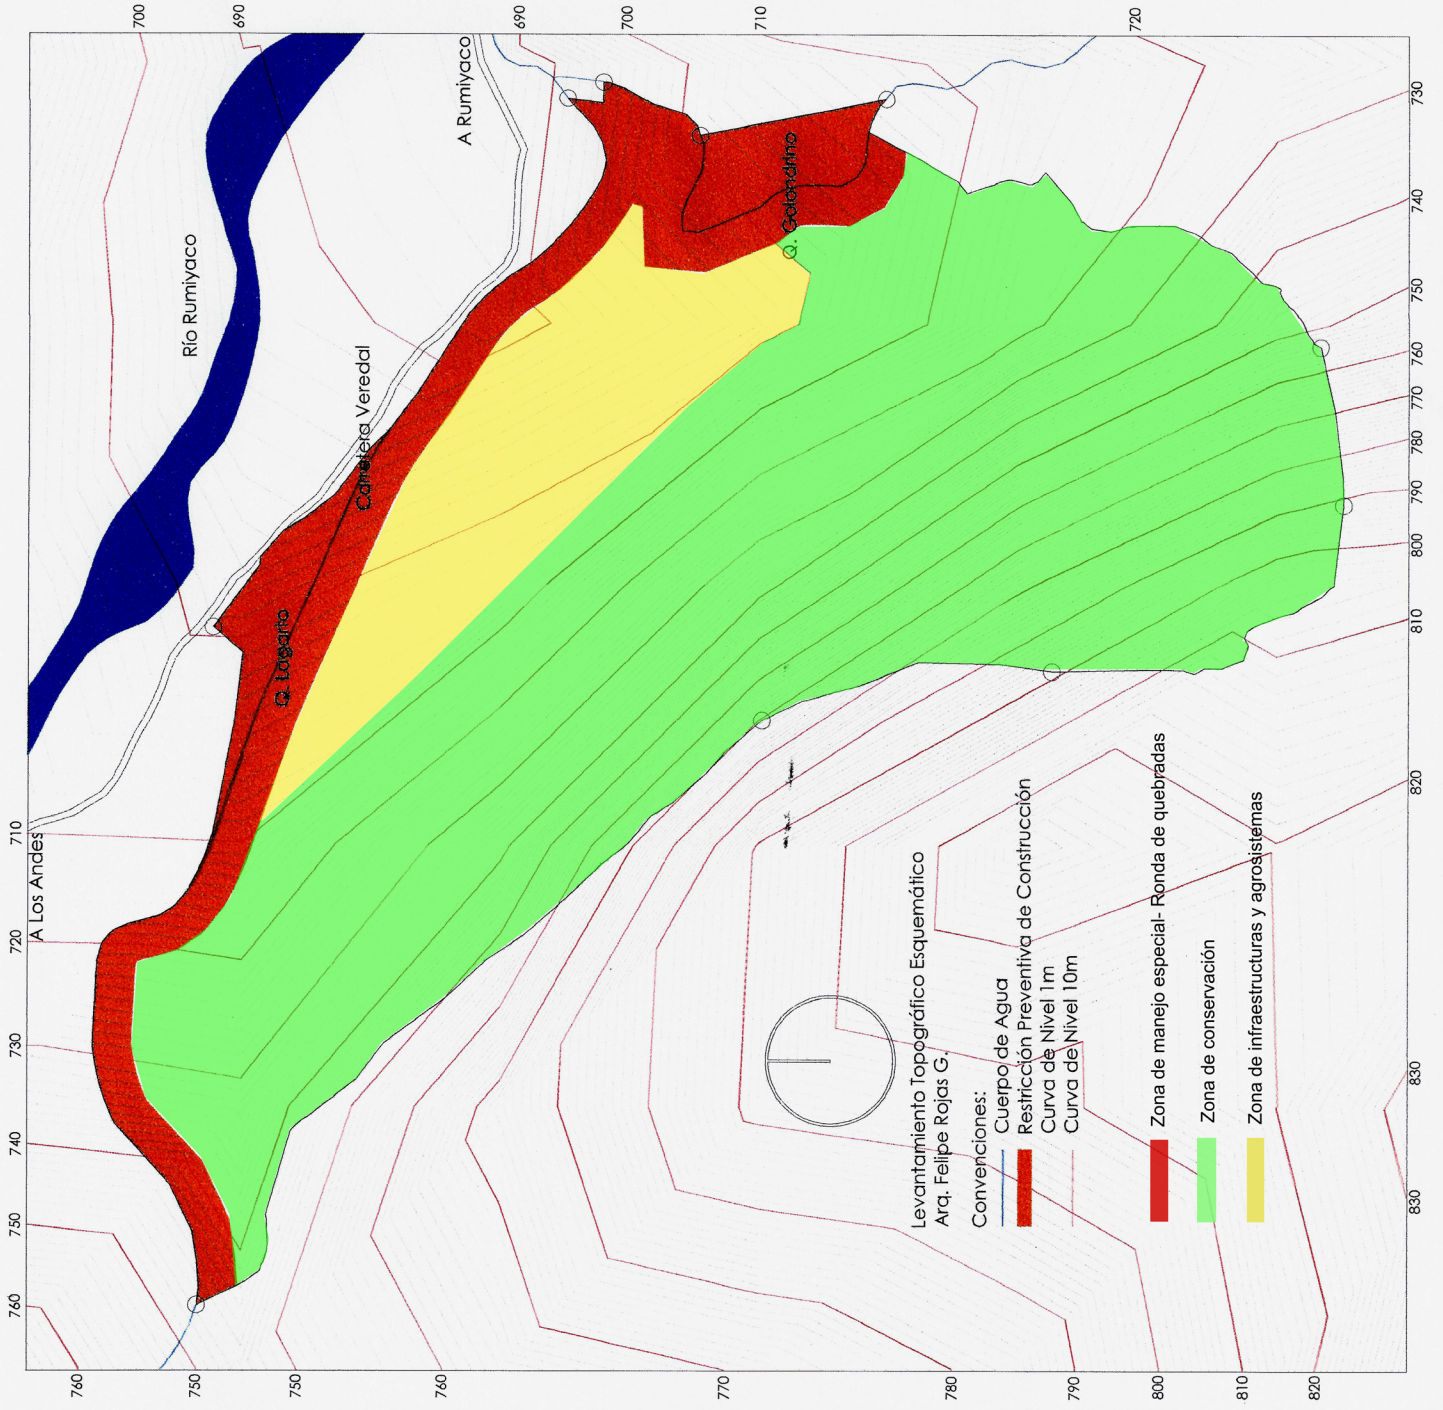 700
690
690
700
710
720
A Rumiyaco
Río Rumiyaco
Carretera Veredal
Q. Golondrino
Q. Lagarto
A Los Andes
710
720
730
740
750
760
730
740
750
760
770
780
790
800
810
820
830
830
760
750
750
760
770
780
790
800
810
820
Levantamiento Topográfico Esquemático
Arq. Felipe Rojas G.
Convenciones:
Cuerpo de Agua
Restricción Preventiva de Construcción
Curva de Nivel 1m
Curva de Nivel 10m
Zona de manejo especial- Ronda de quebradas
Zona de conservación
Zona de infraestructuras y agrosistemas